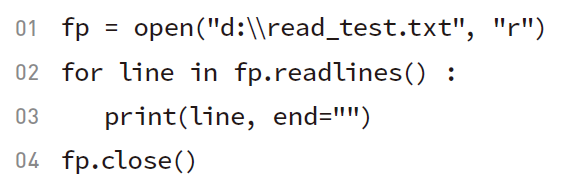 01 fp = open("d:\\read_test.txt", "r")
02 for line in fp.readlines() :
03 print(line, end="")
04 fp.close()